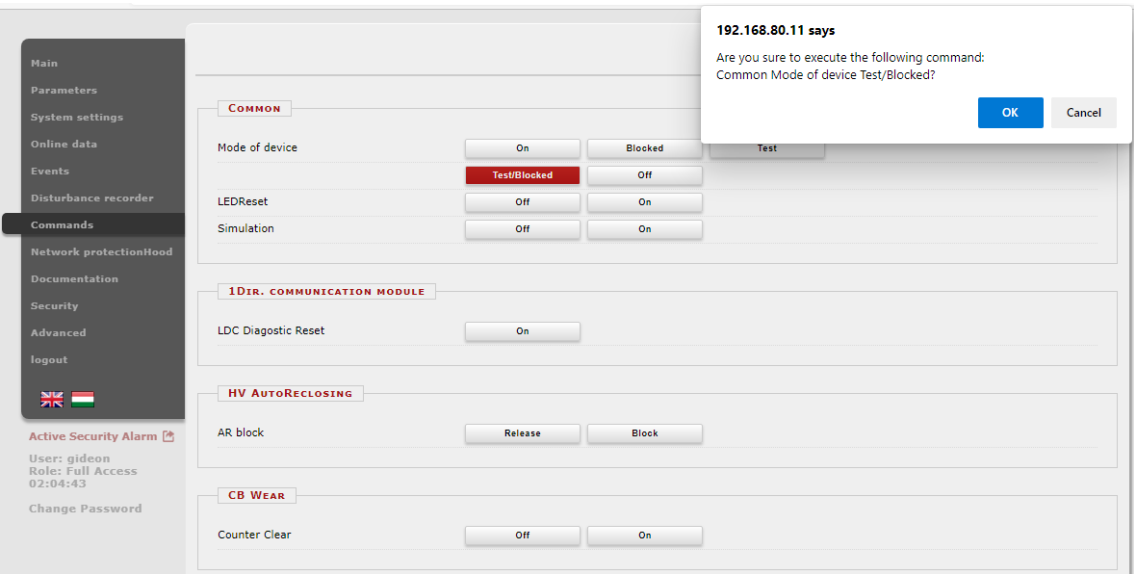 192.168.80.11 says
Are you sure to execute the following command:
Common Mode of device Test/Blocked?
OK Cancel
Main
Parameters
System settings
Online data
Events
Disturbance recorder
Commands
Network protectionHood
Documentation
Security
Advanced
logout
Active Security Alarm
User: gideon
Role: Full Access
02:04:43
Change Password
Common
Mode of device On Blocked Test
Test/Blocked Off
LEDReset Off On
Simulation Off On
1Dir. communication module
LDC Diagostic Reset On
HV AutoReclosing
AR block Release Block
CB Wear
Counter Clear Off On